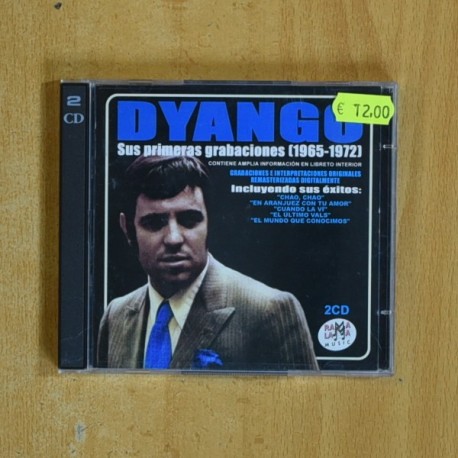 2
CD
DYANGO
€ 12.00
Sus primeras grabaciones (1965-1972)
CONTIENE AMPLIA INFORMACIÓN EN LIBRETO INTERIOR
GRABACIONES E INTERPRETACIONES ORIGINALES
REMASTERIZADAS DIGITALMENTE
Incluyendo sus éxitos:
"CHAO, CHAO"
"EN ARANJUEZ CON TU AMOR"
"CUANDO LA VÍ"
"EL ÚLTIMO VALS"
"EL MUNDO QUE CONOCIMOS"
2CD
RAMA
LAMA
MUSIC